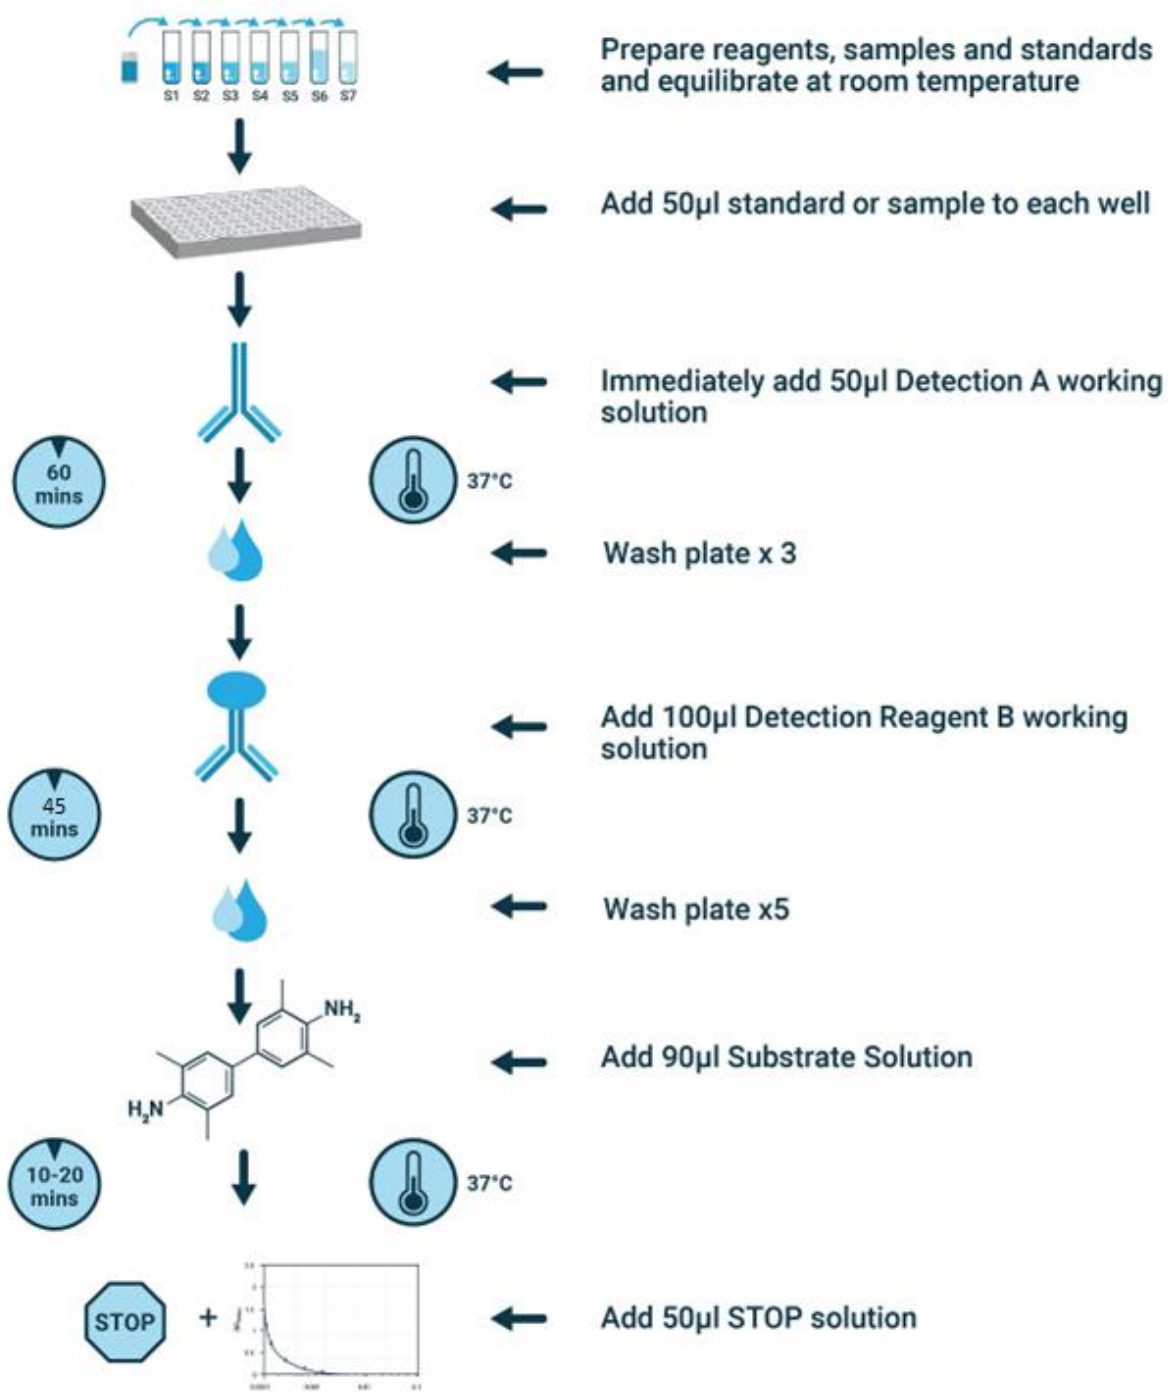 S1 S2 S3 S4 S5 S6 S7
Prepare reagents, samples and standards
and equilibrate at room temperature
Add 50µl standard or sample to each well
Immediately add 50µl Detection A working
solution
60
mins
37°C
Wash plate x 3
Add 100µl Detection Reagent B working
solution
45
mins
37°C
Wash plate x5
NH2
H2N
Add 90µl Substrate Solution
10-20
mins
37°C
STOP
+
Add 50µl STOP solution